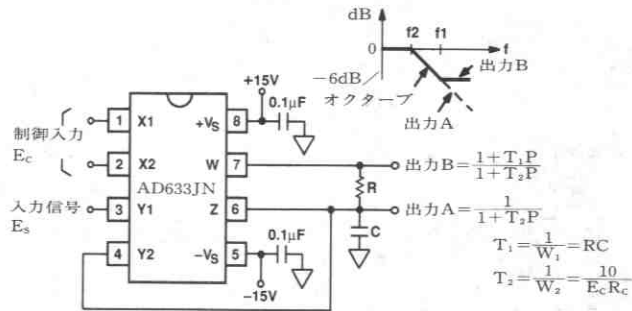 dB
f2 f1
0
f
出力B
−6dB／
オクターブ
出力A
+15V
0.1μF
制御入力
EC
1 X1
2 X2
入力信号
ES
3 Y1
4 Y2
AD633JN
+VS 8
W 7
Z 6
−VS 5
0.1μF
−15V
R
C
出力B=1+T1P/1+T2P
出力A=1/1+T2P
T1=1/W1=RC
T2=1/W2=10/ECRC